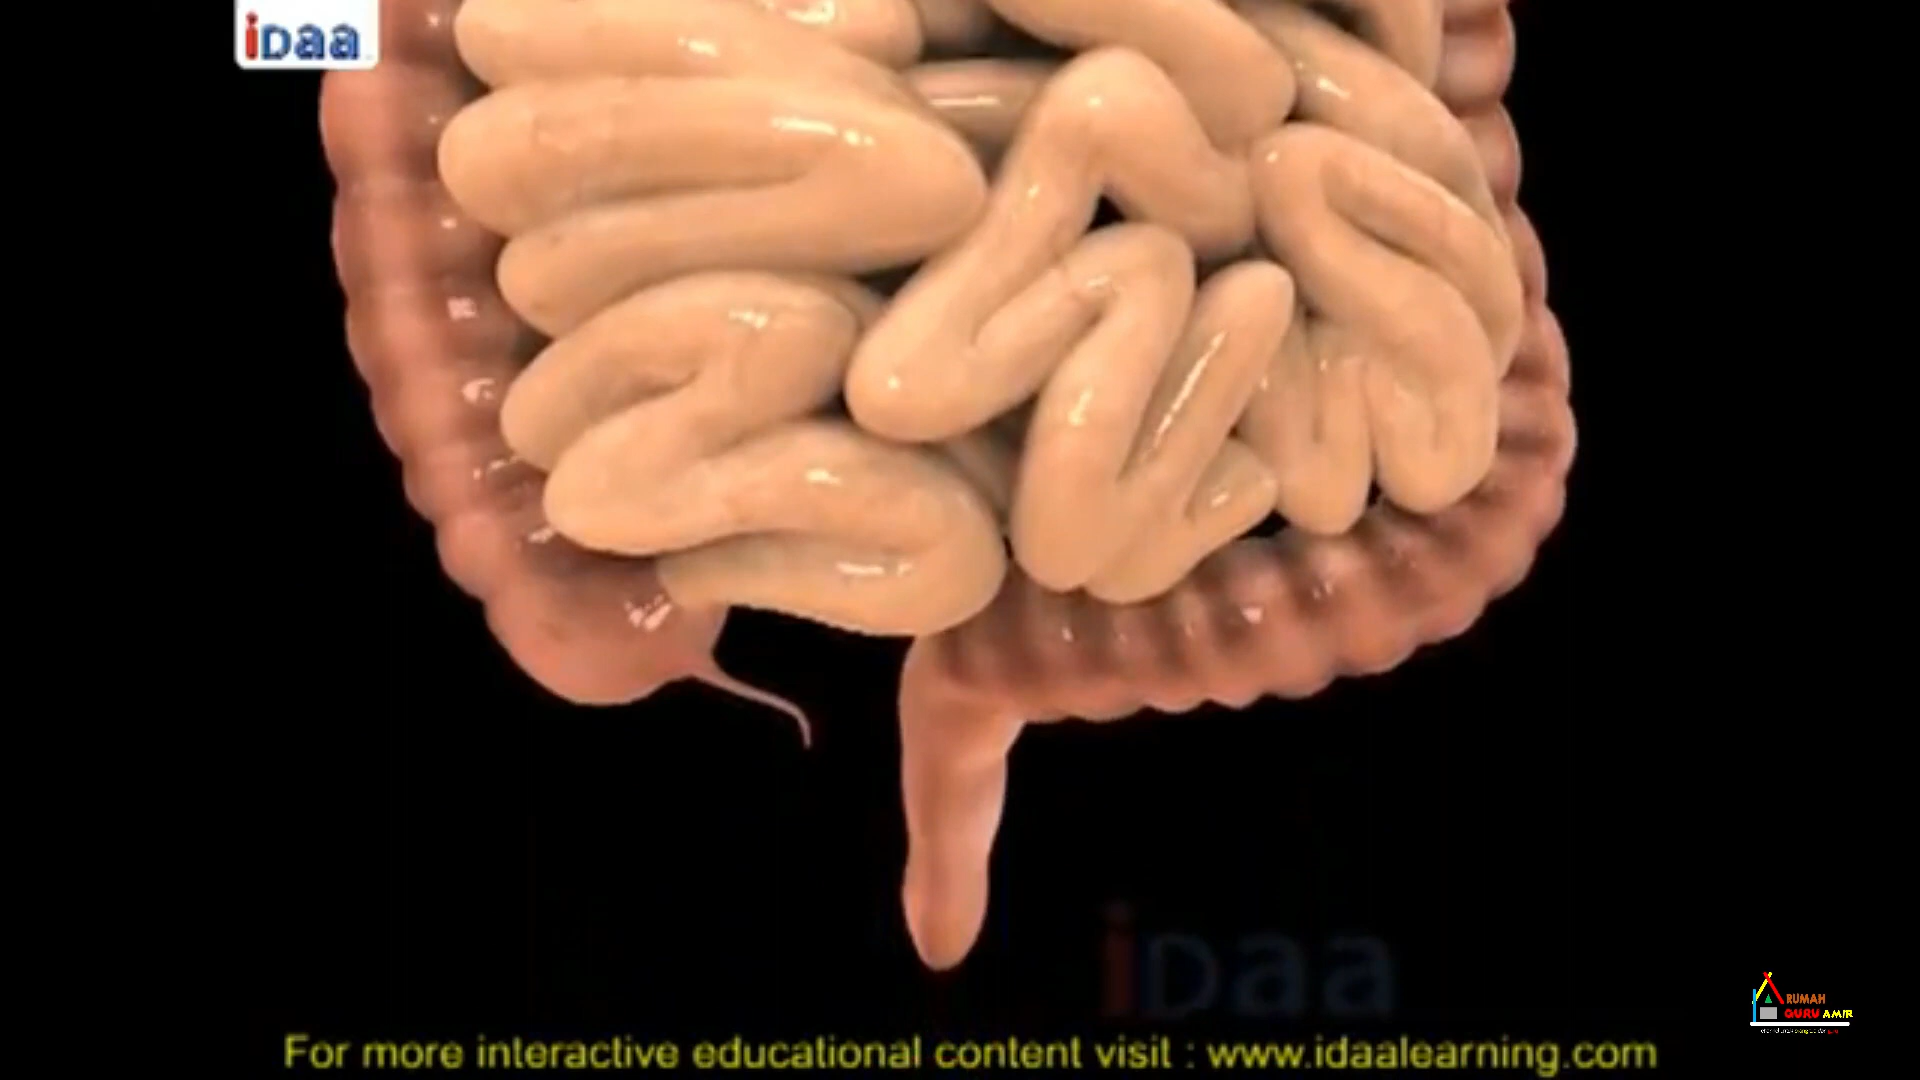 iDaa
iDaa
RUMAH
GURU AMIR
For more interactive educational content visit : www.idaalearning.com